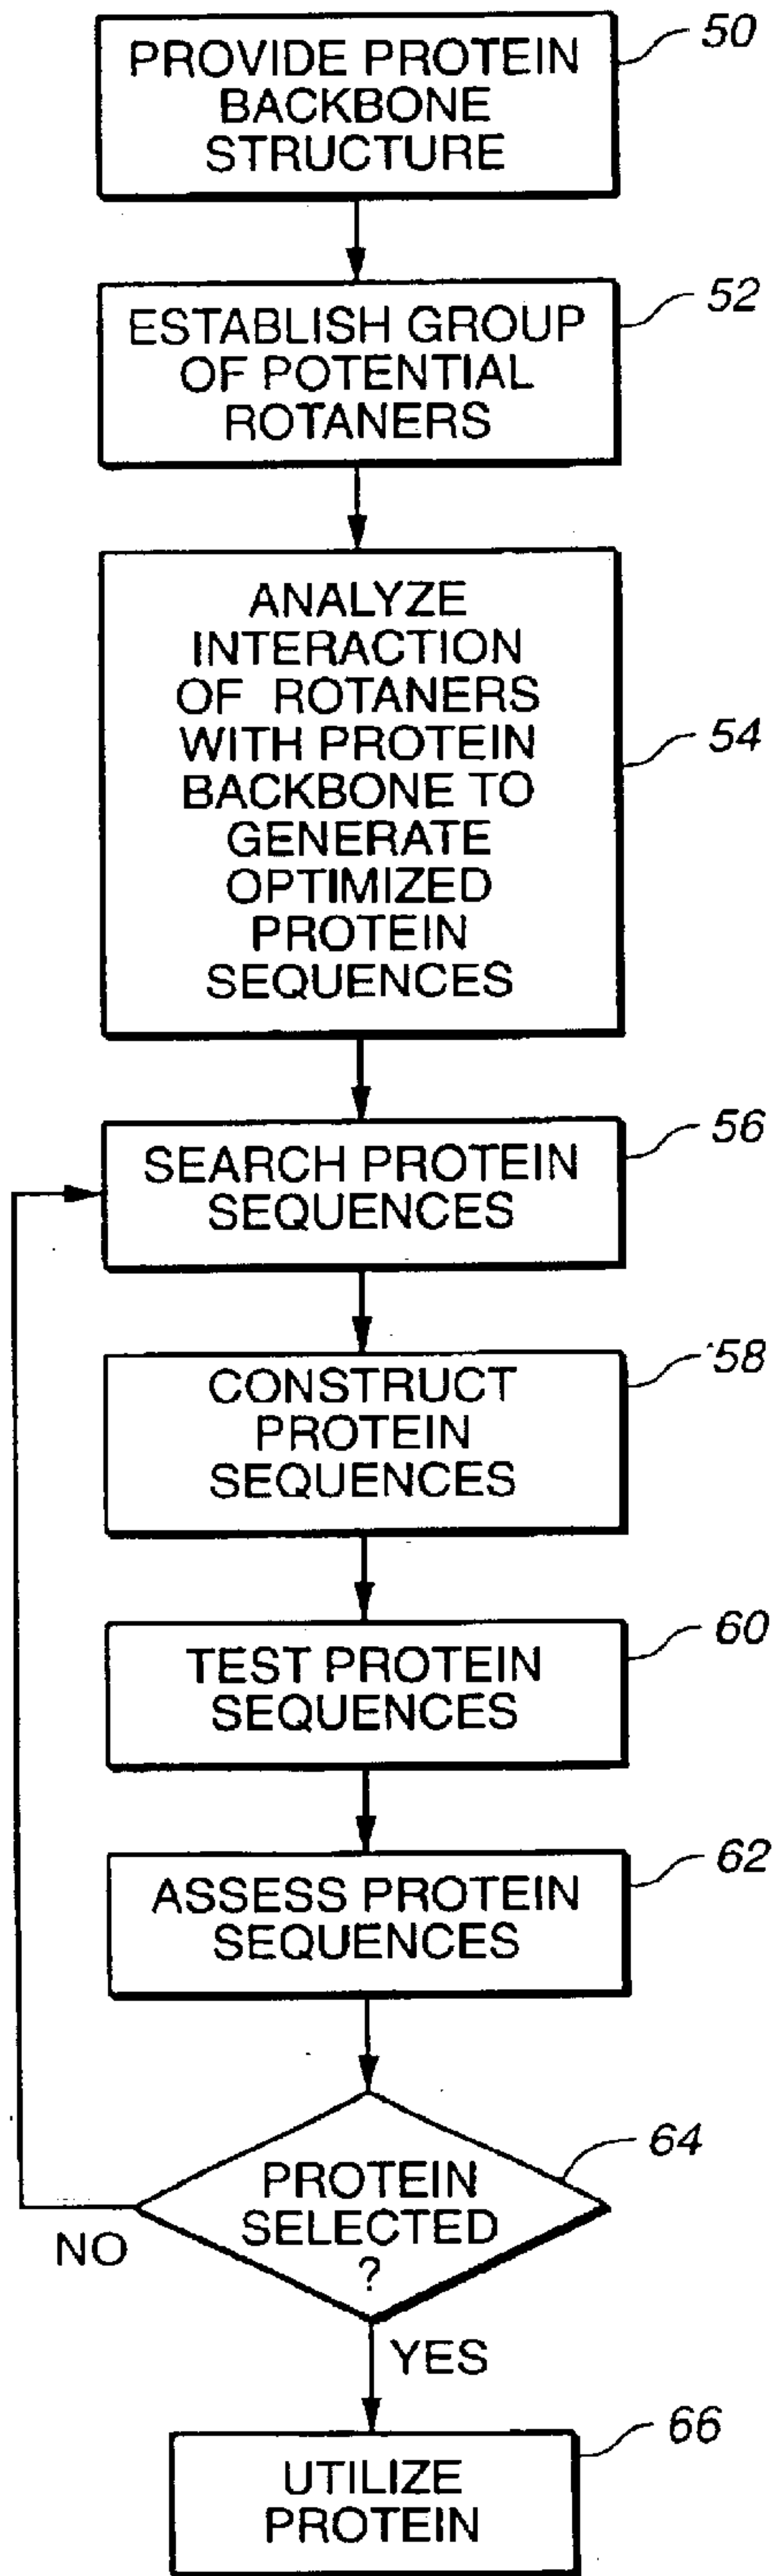 50
PROVIDE PROTEIN
BACKBONE
STRUCTURE
52
ESTABLISH GROUP
OF POTENTIAL
ROTANERS
54
ANALYZE
INTERACTION
OF ROTANERS
WITH PROTEIN
BACKBONE TO
GENERATE
OPTIMIZED
PROTEIN
SEQUENCES
56
SEARCH PROTEIN
SEQUENCES
58
CONSTRUCT
PROTEIN
SEQUENCES
60
TEST PROTEIN
SEQUENCES
62
ASSESS PROTEIN
SEQUENCES
64
PROTEIN
SELECTED
?
NO
YES
66
UTILIZE
PROTEIN